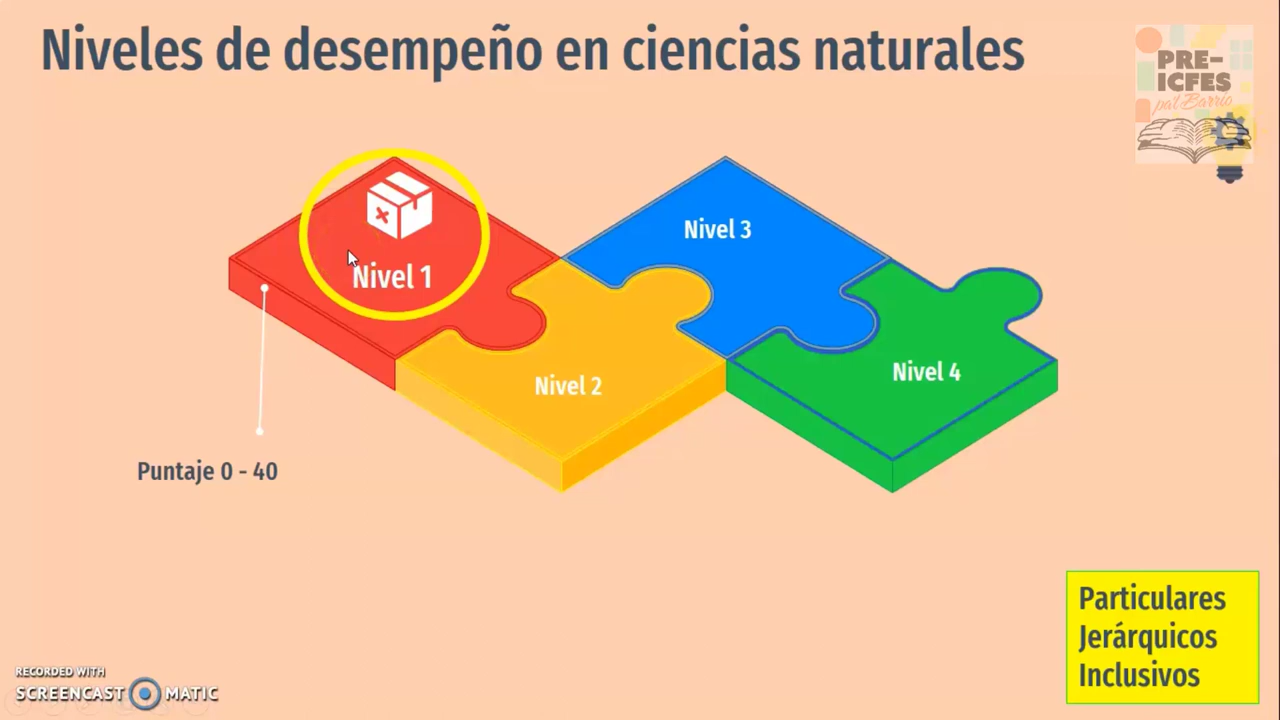 Niveles de desempeño en ciencias naturales
PRE-
ICFES
pa'l Barrio
Nivel 1
Nivel 3
Nivel 2
Nivel 4
Puntaje 0 - 40
Particulares
Jerárquicos
Inclusivos
RECORDED WITH
SCREENCAST MATIC